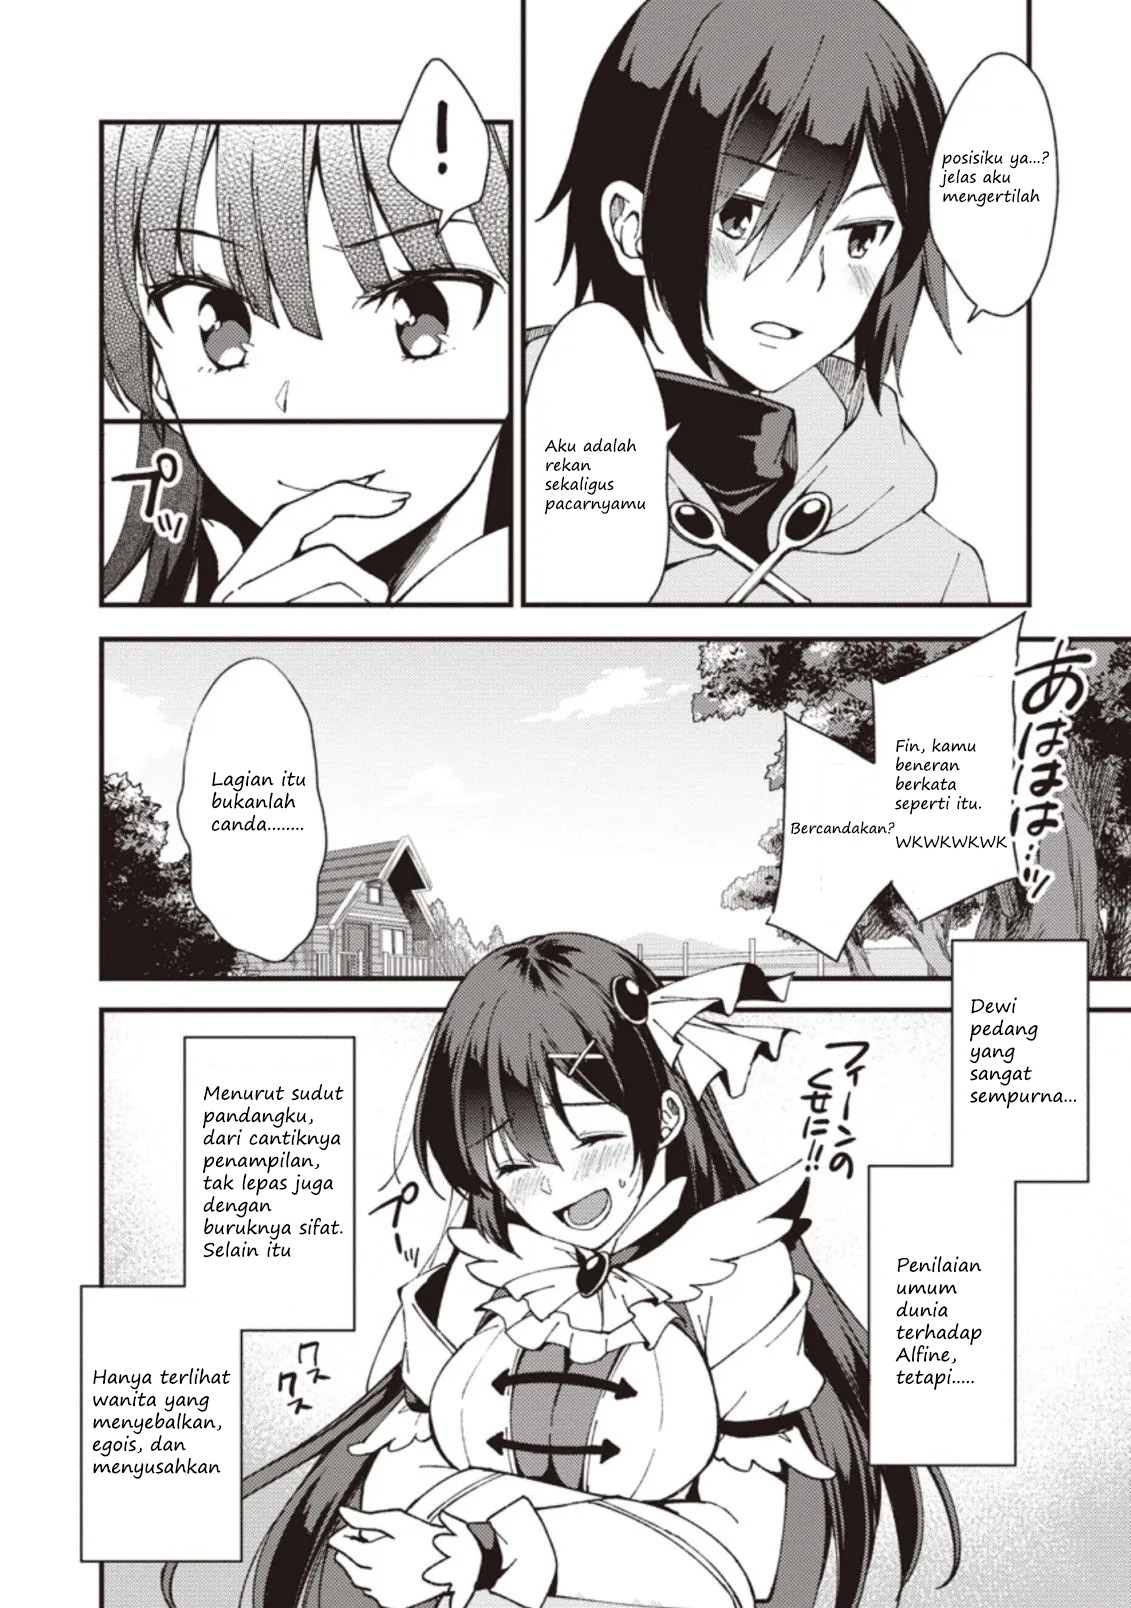 posisiku ya...?
jelas aku
mengertilah
Aku adalah
rekan
sekaligus
pacarnyamu
!
プッ
あははは…ッ
Fin, kamu
beneran
berkata
seperti itu.
WKWKWKWK
Bercandakan?
Lagian itu
bukanlah
canda........
Dewi
pedang
yang
sangat
sempurna...
Penilaian
umum
dunia
terhadap
Alfine,
tetapi.....
フィーンの
くせに!!
プーッ
クス
クス
Menurut sudut
pandangku,
dari cantiknya
penampilan,
tak lepas juga
dengan
buruknya sifat.
Selain itu
Hanya terlihat
wanita yang
menyebalkan,
egois, dan
menyusahkan